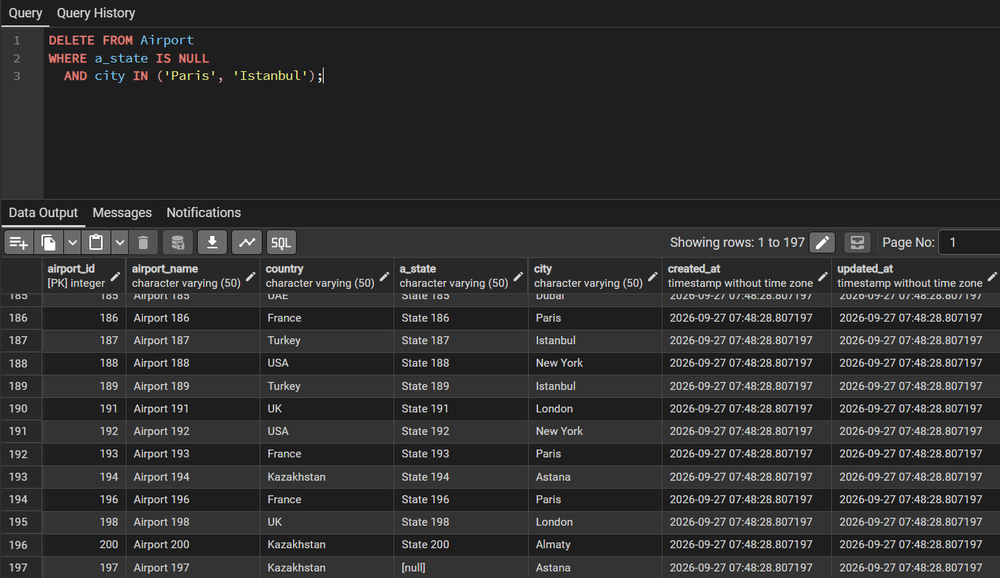 Query Query History
1 DELETE FROM Airport
2 WHERE a_state IS NULL
3 AND city IN ('Paris', 'Istanbul');
Data Output Messages Notifications
SQL Showing rows: 1 to 197 Page No: 1
airport_id airport_name country a_state city created_at updated_at
[PK] integer character varying (50) character varying (50) character varying (50) character varying (50) timestamp without time zone timestamp without time zone
185 185 Airport 185 UAE State 185 Dubai 2026-09-27 07:48:28.807197 2026-09-27 07:48:28.807197
186 186 Airport 186 France State 186 Paris 2026-09-27 07:48:28.807197 2026-09-27 07:48:28.807197
187 187 Airport 187 Turkey State 187 Istanbul 2026-09-27 07:48:28.807197 2026-09-27 07:48:28.807197
188 188 Airport 188 USA State 188 New York 2026-09-27 07:48:28.807197 2026-09-27 07:48:28.807197
189 189 Airport 189 Turkey State 189 Istanbul 2026-09-27 07:48:28.807197 2026-09-27 07:48:28.807197
190 191 Airport 191 UK State 191 London 2026-09-27 07:48:28.807197 2026-09-27 07:48:28.807197
191 192 Airport 192 USA State 192 New York 2026-09-27 07:48:28.807197 2026-09-27 07:48:28.807197
192 193 Airport 193 France State 193 Paris 2026-09-27 07:48:28.807197 2026-09-27 07:48:28.807197
193 194 Airport 194 Kazakhstan State 194 Astana 2026-09-27 07:48:28.807197 2026-09-27 07:48:28.807197
194 196 Airport 196 France State 196 Paris 2026-09-27 07:48:28.807197 2026-09-27 07:48:28.807197
195 198 Airport 198 UK State 198 London 2026-09-27 07:48:28.807197 2026-09-27 07:48:28.807197
196 200 Airport 200 Kazakhstan State 200 Almaty 2026-09-27 07:48:28.807197 2026-09-27 07:48:28.807197
197 197 Airport 197 Kazakhstan [null] Astana 2026-09-27 07:48:28.807197 2026-09-27 07:48:28.807197